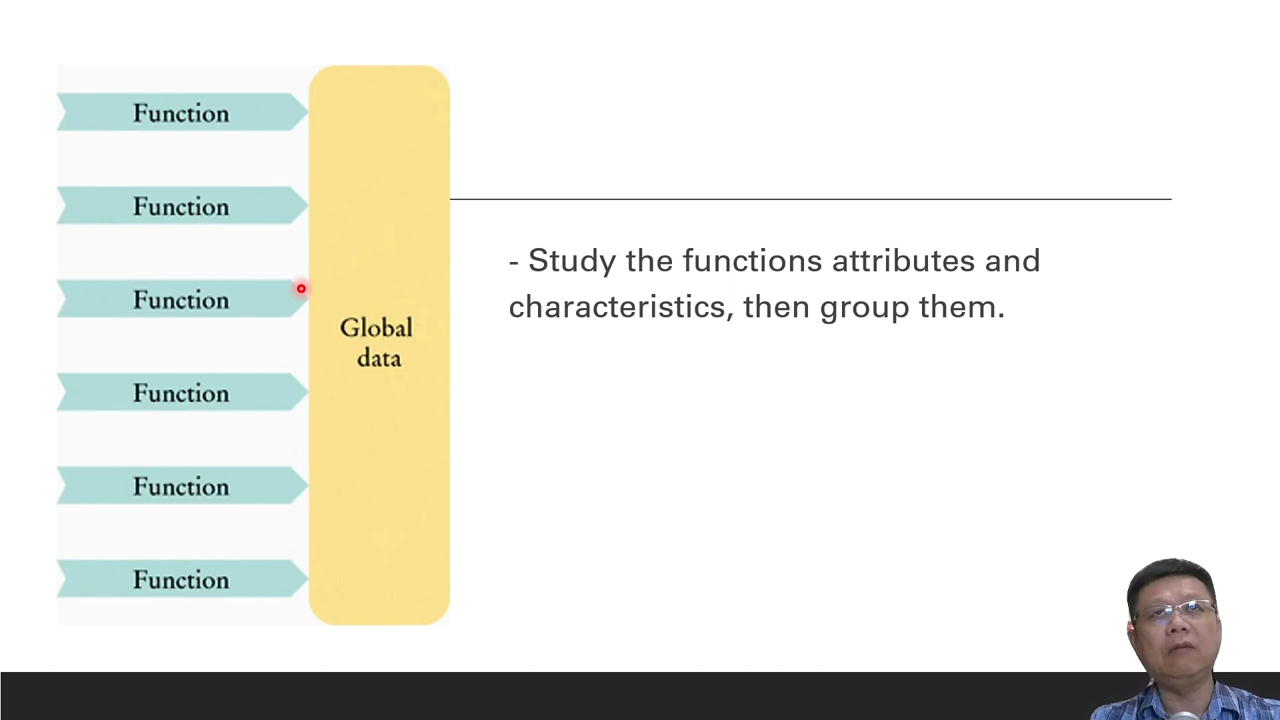 Function
Function
Function
Function
Function
Function
Global
data
- Study the functions attributes and
characteristics, then group them.